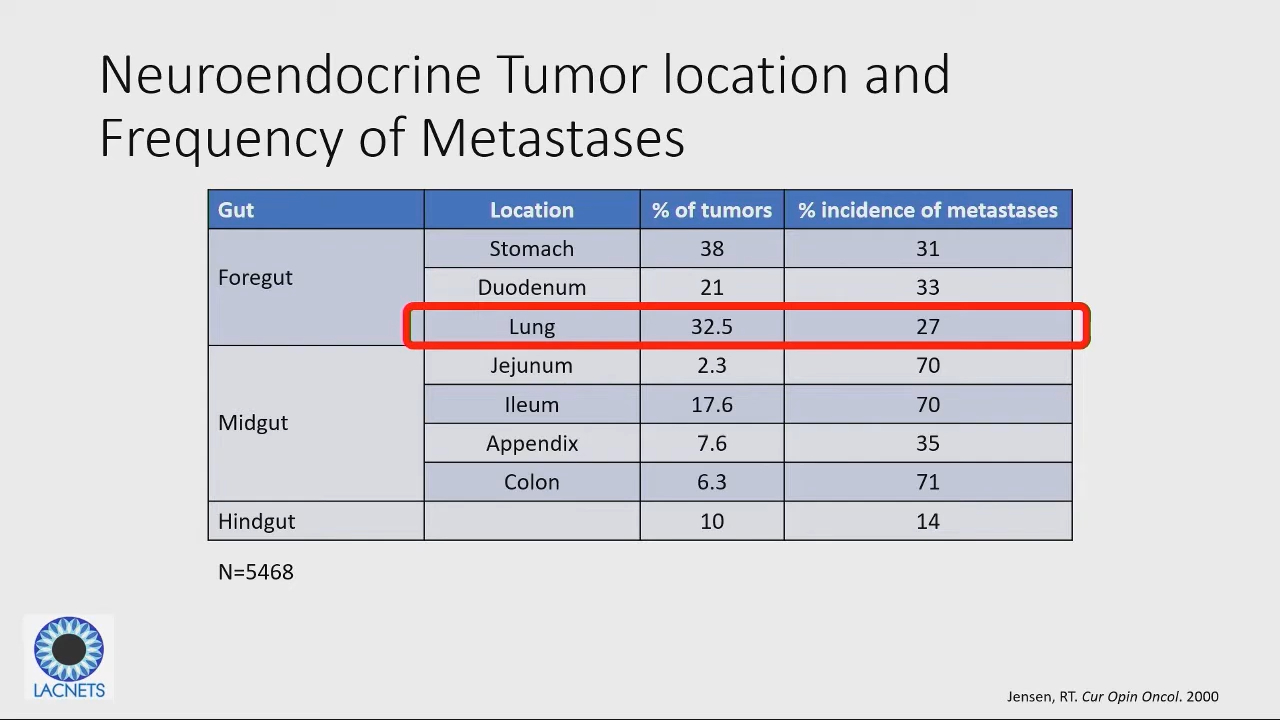 Neuroendocrine Tumor location and
Frequency of Metastases
Gut Location % of tumors % incidence of metastases
Foregut Stomach 38 31
Duodenum 21 33
Lung 32.5 27
Midgut Jejunum 2.3 70
Ileum 17.6 70
Appendix 7.6 35
Colon 6.3 71
Hindgut 10 14
N=5468
LACNETS
Jensen, RT. Cur Opin Oncol. 2000